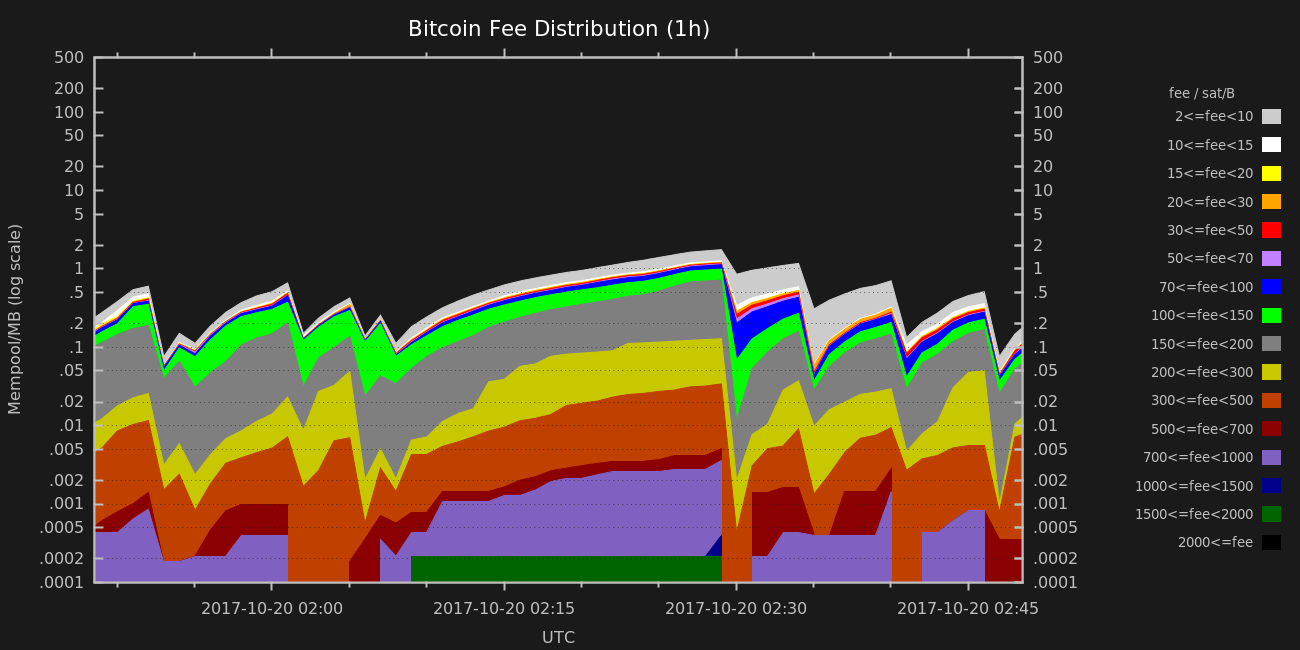 Bitcoin Fee Distribution (1h)
Mempool/MB (log scale)
500
200
100
50
20
10
5
2
1
.5
.2
.1
.05
.02
.01
.005
.002
.001
.0005
.0002
.0001
500
200
100
50
20
10
5
2
1
.5
.2
.1
.05
.02
.01
.005
.002
.001
.0005
.0002
.0001
2017-10-20 02:00
2017-10-20 02:15
2017-10-20 02:30
2017-10-20 02:45
UTC
fee / sat/B
2<=fee<10
10<=fee<15
15<=fee<20
20<=fee<30
30<=fee<50
50<=fee<70
70<=fee<100
100<=fee<150
150<=fee<200
200<=fee<300
300<=fee<500
500<=fee<700
700<=fee<1000
1000<=fee<1500
1500<=fee<2000
2000<=fee